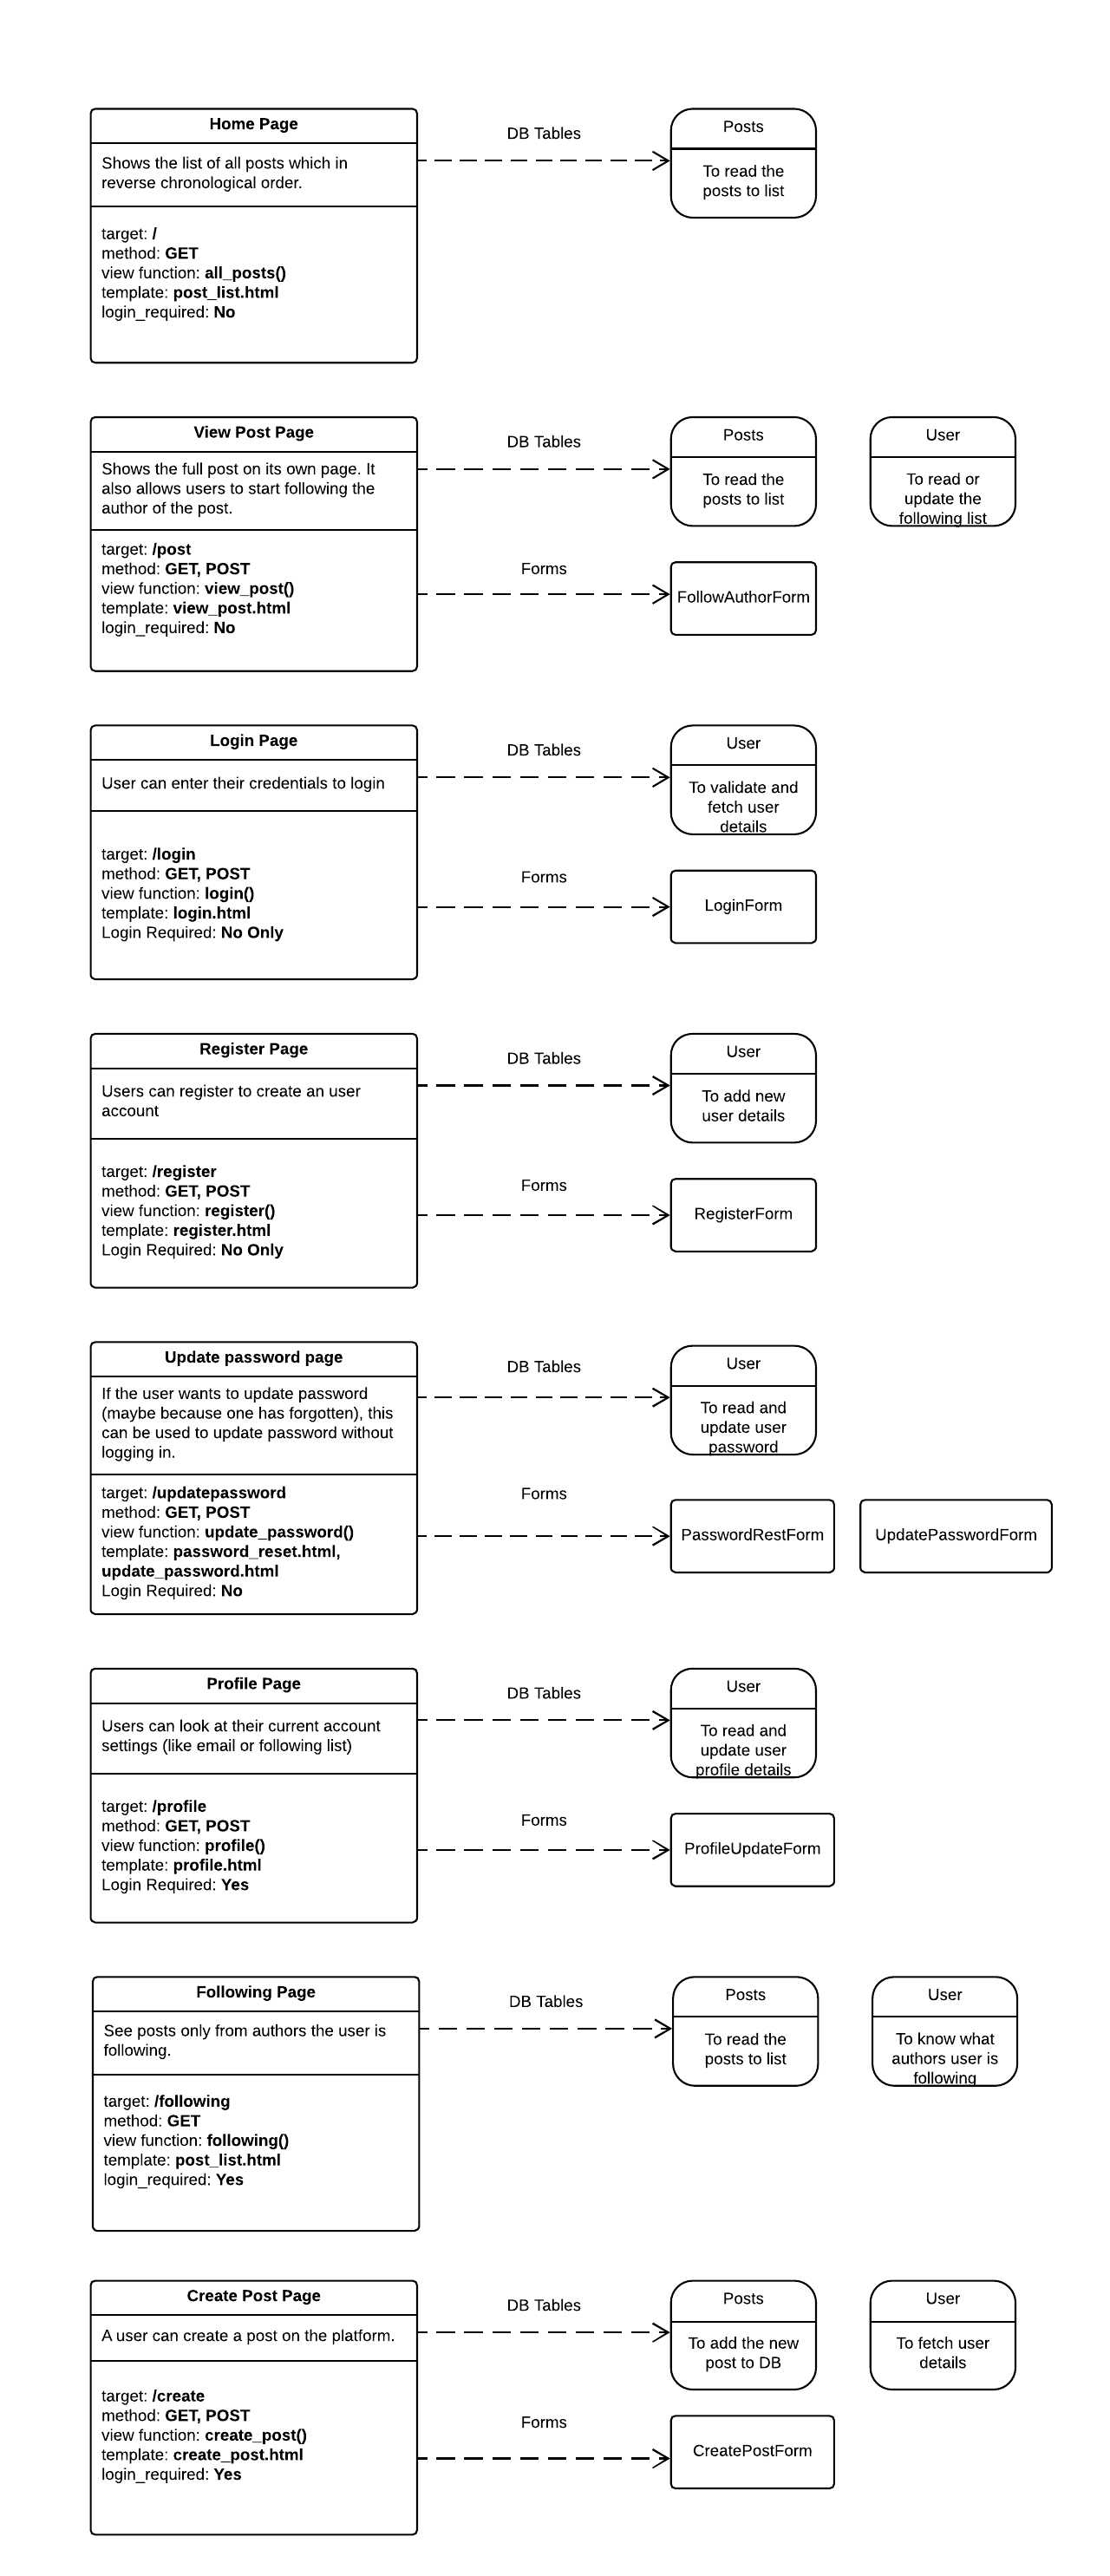 Home Page
Shows the list of all posts which in
reverse chronological order.
target: /
method: GET
view function: all_posts()
template: post_list.html
login_required: No
DB Tables
Posts
To read the
posts to list
View Post Page
Shows the full post on its own page. It
also allows users to start following the
author of the post.
target: /post
method: GET, POST
view function: view_post()
template: view_post.html
login_required: No
DB Tables
Posts
To read the
posts to list
User
To read or
update the
following list
Forms
FollowAuthorForm
Login Page
User can enter their credentials to login
target: /login
method: GET, POST
view function: login()
template: login.html
Login Required: No Only
DB Tables
User
To validate and
fetch user
details
Forms
LoginForm
Register Page
Users can register to create an user
account
target: /register
method: GET, POST
view function: register()
template: register.html
Login Required: No Only
DB Tables
User
To add new
user details
Forms
RegisterForm
Update password page
If the user wants to update password
(maybe because one has forgotten), this
can be used to update password without
logging in.
target: /updatepassword
method: GET, POST
view function: update_password()
template: password_reset.html,
update_password.html
Login Required: No
DB Tables
User
To read and
update user
password
Forms
PasswordRestForm
UpdatePasswordForm
Profile Page
Users can look at their current account
settings (like email or following list)
target: /profile
method: GET, POST
view function: profile()
template: profile.html
Login Required: Yes
DB Tables
User
To read and
update user
profile details
Forms
ProfileUpdateForm
Following Page
See posts only from authors the user is
following.
target: /following
method: GET
view function: following()
template: post_list.html
login_required: Yes
DB Tables
Posts
To read the
posts to list
User
To know what
authors user is
following
Create Post Page
A user can create a post on the platform.
target: /create
method: GET, POST
view function: create_post()
template: create_post.html
login_required: Yes
DB Tables
Posts
To add the new
post to DB
User
To fetch user
details
Forms
CreatePostForm